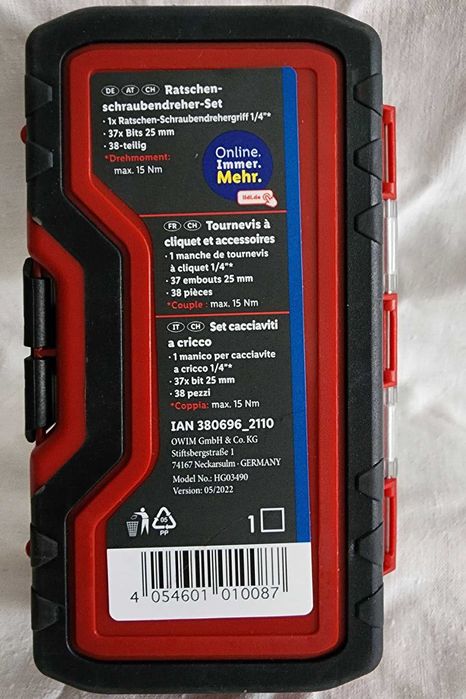 DE AT CH Ratschen-
schraubendreher-Set
· 1x Ratschen-Schraubendrehergriff 1/4"*
· 37x Bits 25 mm
· 38-teilig
*Drehmoment:
max. 15 Nm
Online.
Immer.
Mehr.
lidl.de
FR CH Tournevis à
cliquet et accessoires
· 1 manche de tournevis
à cliquet 1/4"*
· 37 embouts 25 mm
· 38 pièces
*Couple : max. 15 Nm
IT CH Set cacciaviti
a cricco
· 1 manico per cacciavite
a cricco 1/4"*
· 37x bit 25 mm
· 38 pezzi
*Coppia: max. 15 Nm
IAN 380696_2110
OWIM GmbH & Co. KG
Stiftsbergstraße 1
74167 Neckarsulm · GERMANY
Model No.: HG03490
Version: 05/2022
05
PP
1
4 054601 010087